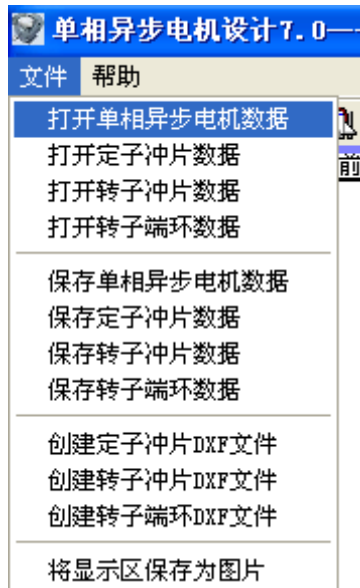 单相异步电机设计7.0—
文件 帮助
打开单相异步电机数据
打开定子冲片数据
打开转子冲片数据
打开转子端环数据
前
保存单相异步电机数据
保存定子冲片数据
保存转子冲片数据
保存转子端环数据
创建定子冲片DXF文件
创建转子冲片DXF文件
创建转子端环DXF文件
将显示区保存为图片